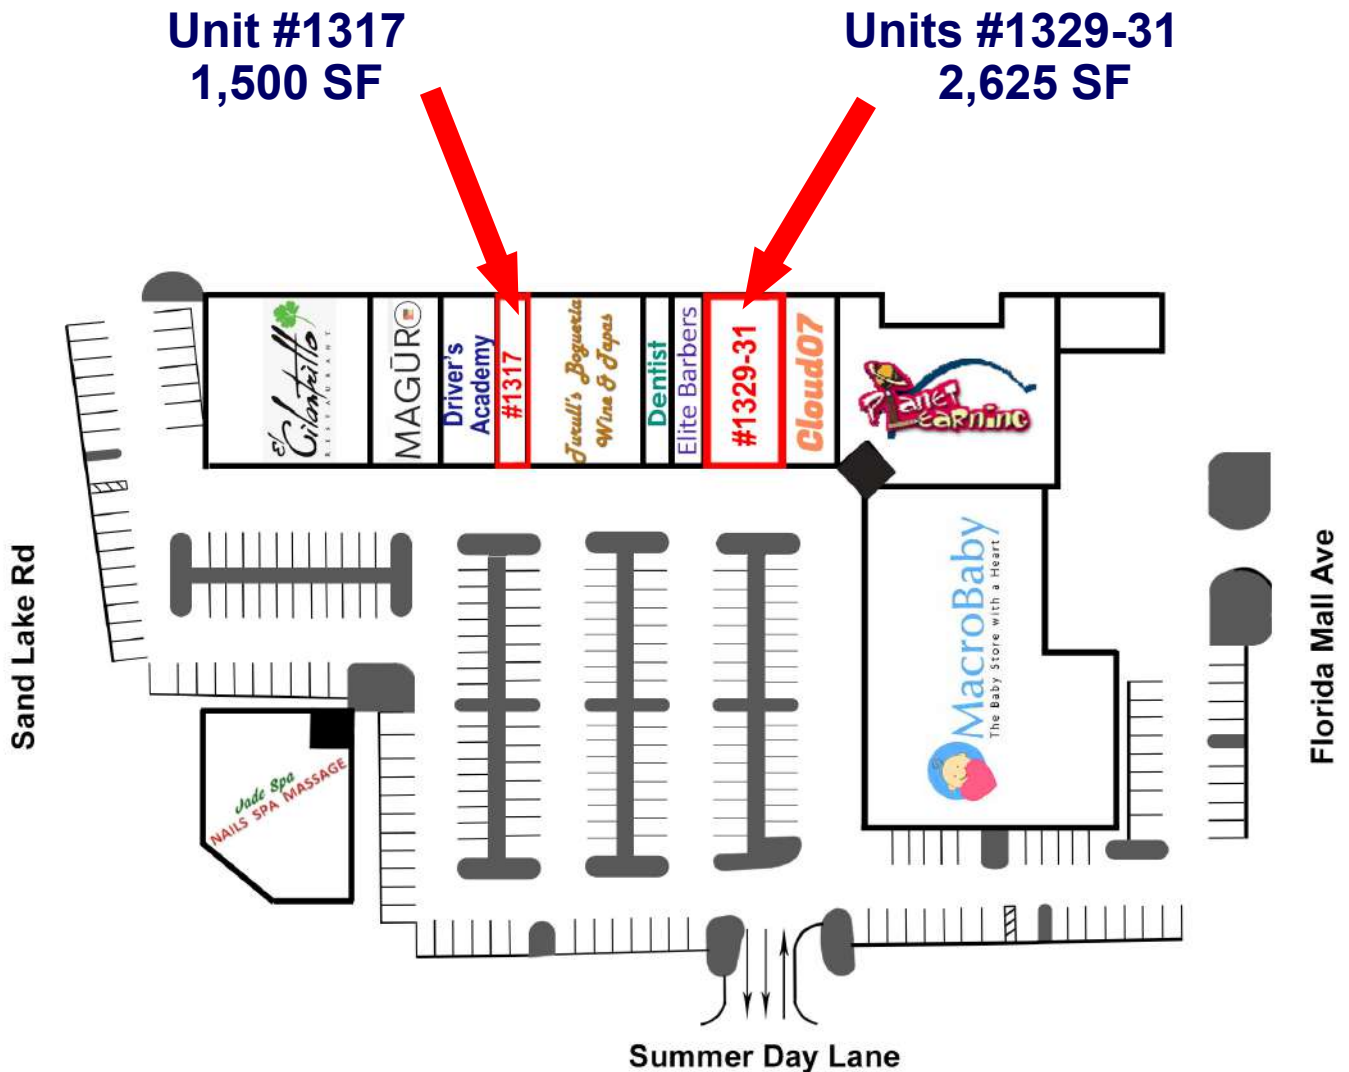 Unit #1317
1,500 SF
Units #1329-31
2,625 SF
El
Cilantrillo
RESTAURANT
MAGŪRO
Driver's
Academy
#1317
Jurull's Bogueria
Wine & Tapas
Dentist
Elite Barbers
#1329-31
Cloud07
Planet
Learning
MacroBaby
The Baby Store with a Heart
Jade Spa
NAILS SPA MASSAGE
Sand Lake Rd
Florida Mall Ave
Summer Day Lane